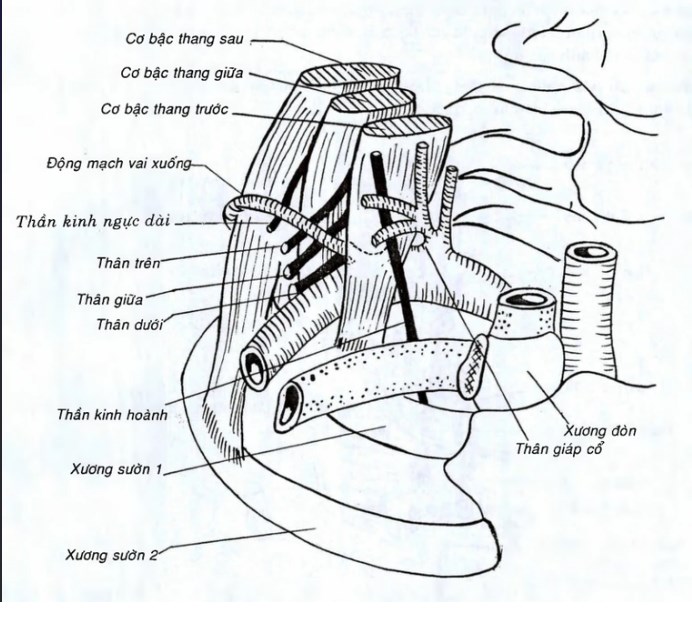 Cơ bậc thang sau
Cơ bậc thang giữa
Cơ bậc thang trước
Động mạch vai xuống
Thần kinh ngực dài
Thân trên
Thân giữa
Thân dưới
Thần kinh hoành
Xương đòn
Thân giáp cổ
Xương sườn 1
Xương sườn 2